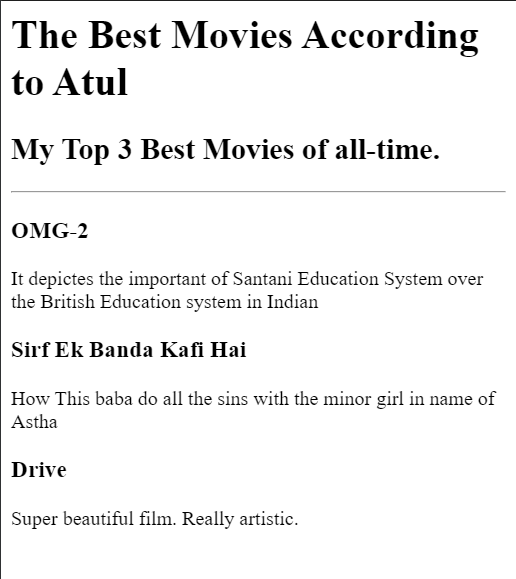 The Best Movies According
to Atul
My Top 3 Best Movies of all-time.
OMG-2
It depictes the important of Santani Education System over
the British Education system in Indian
Sirf Ek Banda Kafi Hai
How This baba do all the sins with the minor girl in name of
Astha
Drive
Super beautiful film. Really artistic.